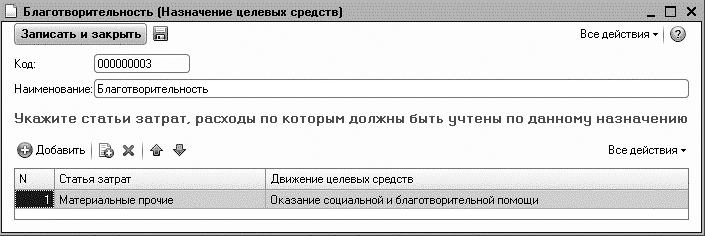 Благотворительность (Назначение целевых средств)
Записать и закрыть Все действия
Код: 000000003
Наименование: Благотворительность
Укажите статьи затрат, расходы по которым должны быть учтены по данному назначению
Добавить Все действия
N Статья затрат Движение целевых средств
1 Материальные прочие Оказание социальной и благотворительной помощи